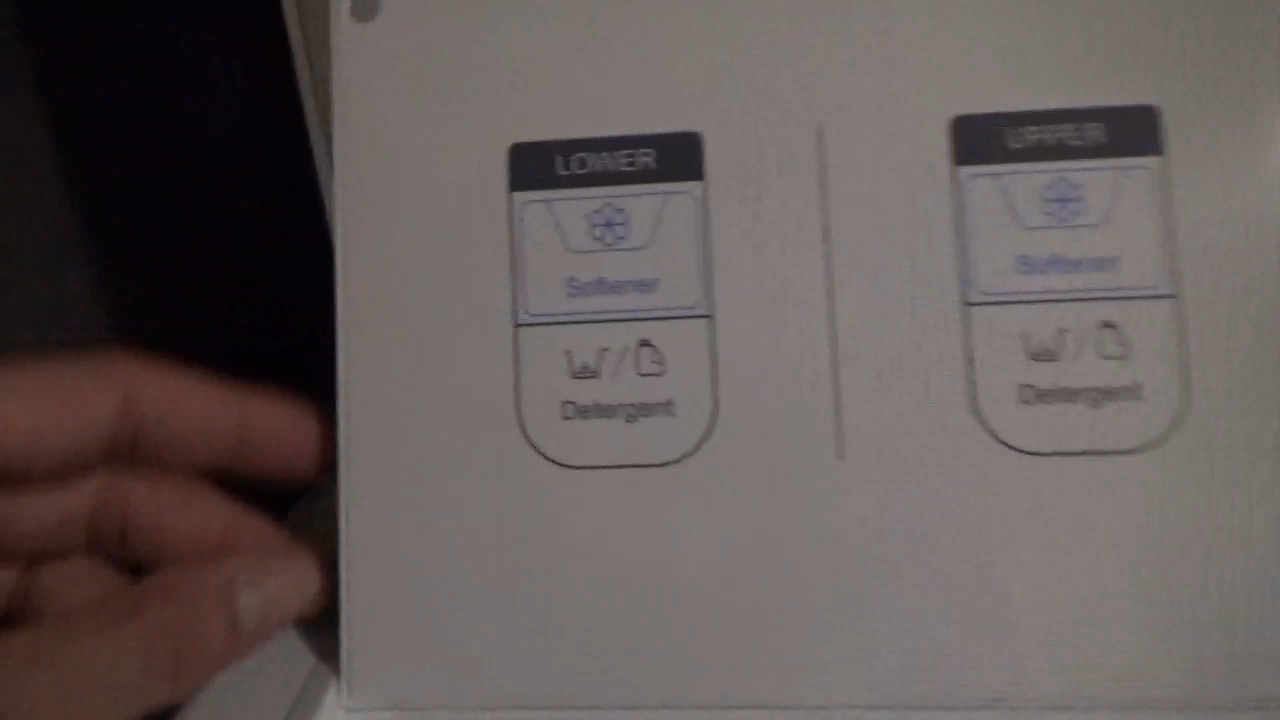 LOWER
Softener
Detergent
UPPER
Softener
Detergent